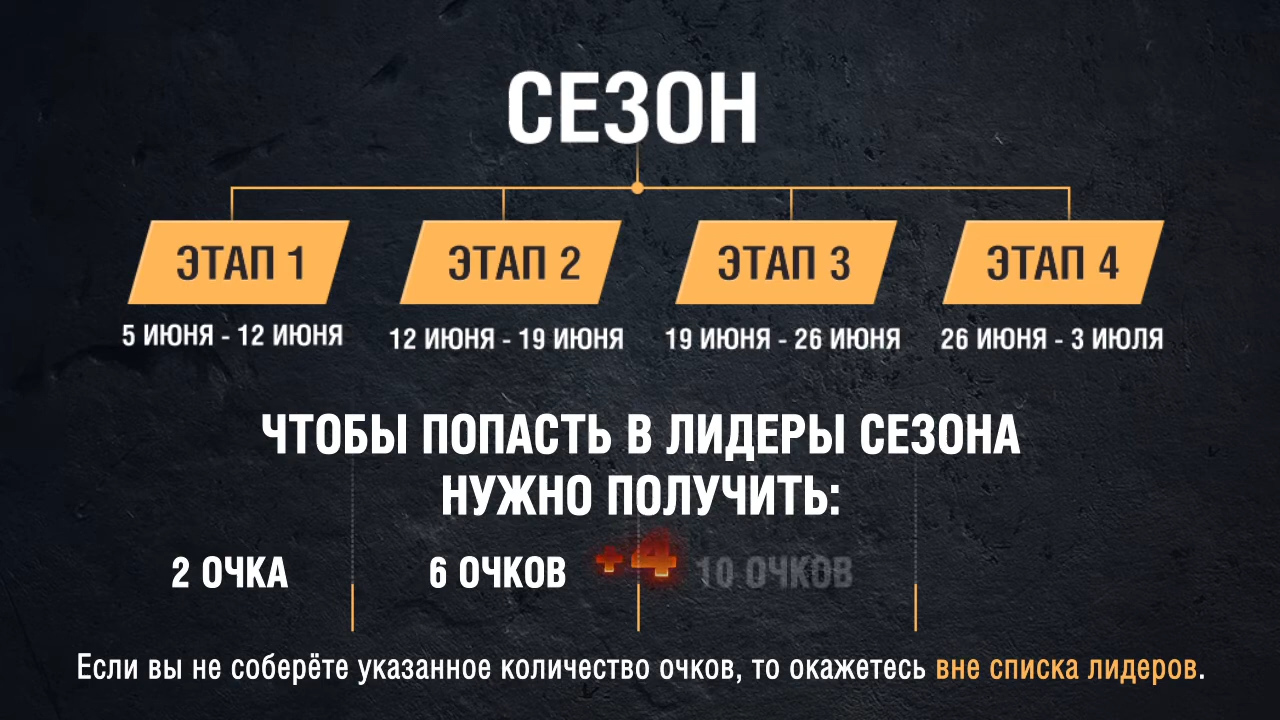 СЕЗОН
ЭТАП 1 ЭТАП 2 ЭТАП 3 ЭТАП 4
5 ИЮНЯ - 12 ИЮНЯ 12 ИЮНЯ - 19 ИЮНЯ 19 ИЮНЯ - 26 ИЮНЯ 26 ИЮНЯ - 3 ИЮЛЯ
ЧТОБЫ ПОПАСТЬ В ЛИДЕРЫ СЕЗОНА
НУЖНО ПОЛУЧИТЬ:
2 ОЧКА 6 ОЧКОВ +4 10 ОЧКОВ
Если вы не соберёте указанное количество очков, то окажетесь вне списка лидеров.